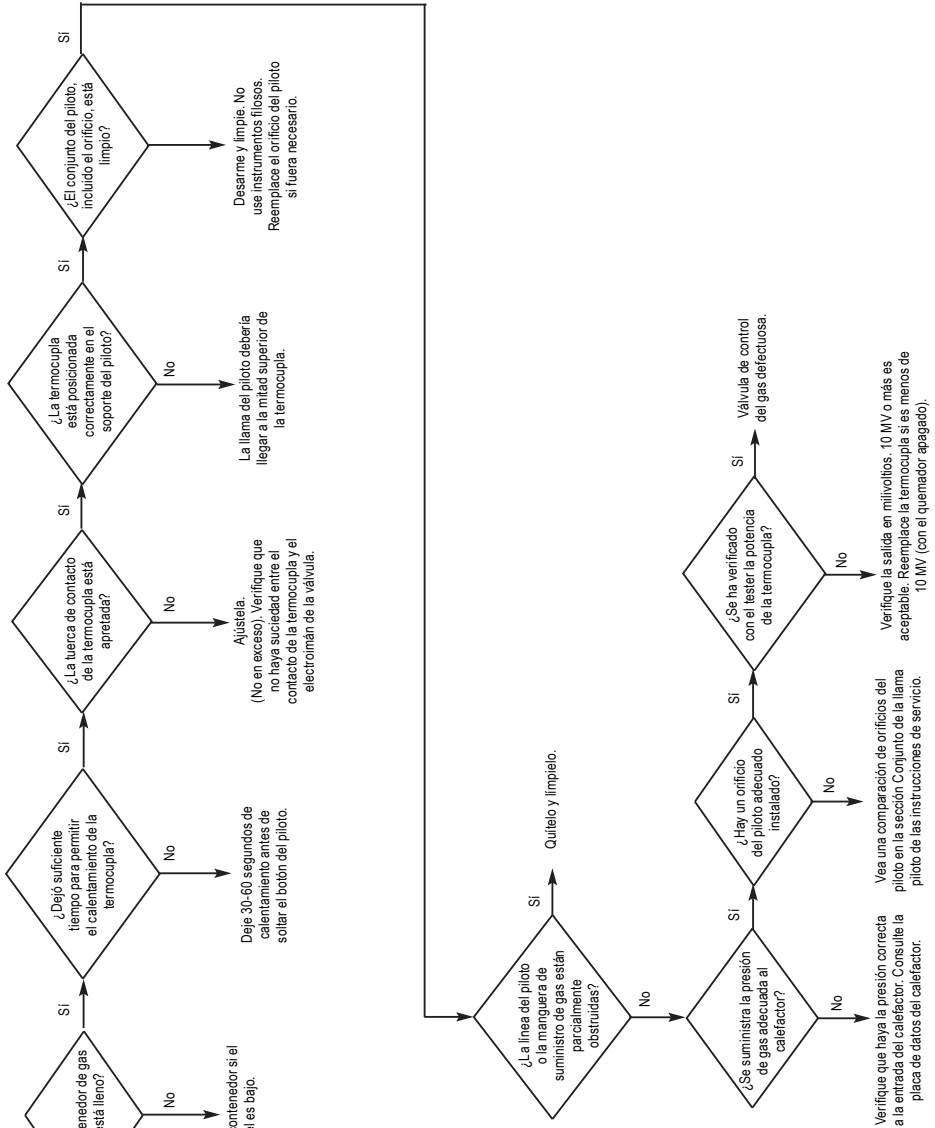 enedor de gas
está lleno?
Sí
No
contenedor si el
el es bajo.
¿Dejó suficiente
tiempo para permitir
el calentamiento de la
termocupla?
Sí
No
Deje 30-60 segundos de
calentamiento antes de
soltar el botón del piloto.
¿La tuerca de contacto
de la termocupla está
apretada?
Sí
No
Ajústela.
(No en exceso). Verifique que
no haya suciedad entre el
contacto de la termocupla y el
electroimán de la válvula.
¿La termocupla
está posicionada
correctamente en el
soporte del piloto?
Sí
No
La llama del piloto debería
llegar a la mitad superior de
la termocupla.
¿El conjunto del piloto,
incluido el orificio, está
limpio?
Sí
Desarme y limpie. No
use instrumentos filosos.
Reemplace el orificio del piloto
si fuera necesario.
¿La línea del piloto
o la manguera de
suministro de gas están
parcialmente
obstruidas?
Sí
Quítelo y límpielo.
No
¿Se suministra la presión
de gas adecuada al
calefactor?
Sí
No
Verifique que haya la presión correcta
a la entrada del calefactor. Consulte la
placa de datos del calefactor.
¿Hay un orificio
del piloto adecuado
instalado?
Sí
No
Vea una comparación de orificios del
piloto en la sección Conjunto de la llama
piloto de las instrucciones de servicio.
¿Se ha verificado
con el tester la potencia
de la termocupla?
Sí
Válvula de control
del gas defectuosa.
No
Verifique la salida en milivoltios. 10 MV o más es
aceptable. Reemplace la termocupla si es menos de
10 MV (con el quemador apagado).